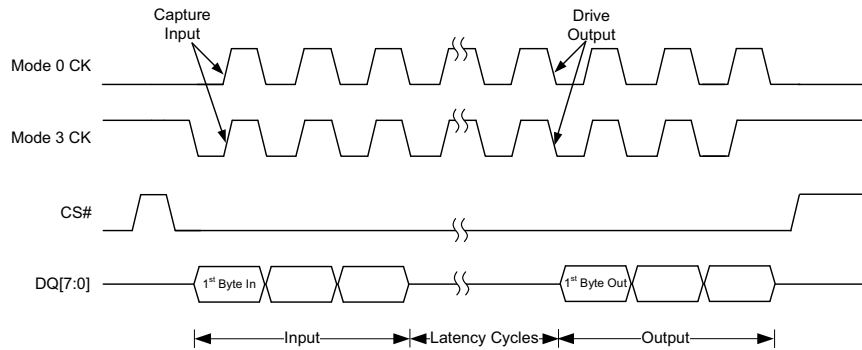 Capture
Input
Drive
Output
Mode 0 CK
Mode 3 CK
CS#
DQ[7:0]
1st Byte In
1st Byte Out
Input
Latency Cycles
Output